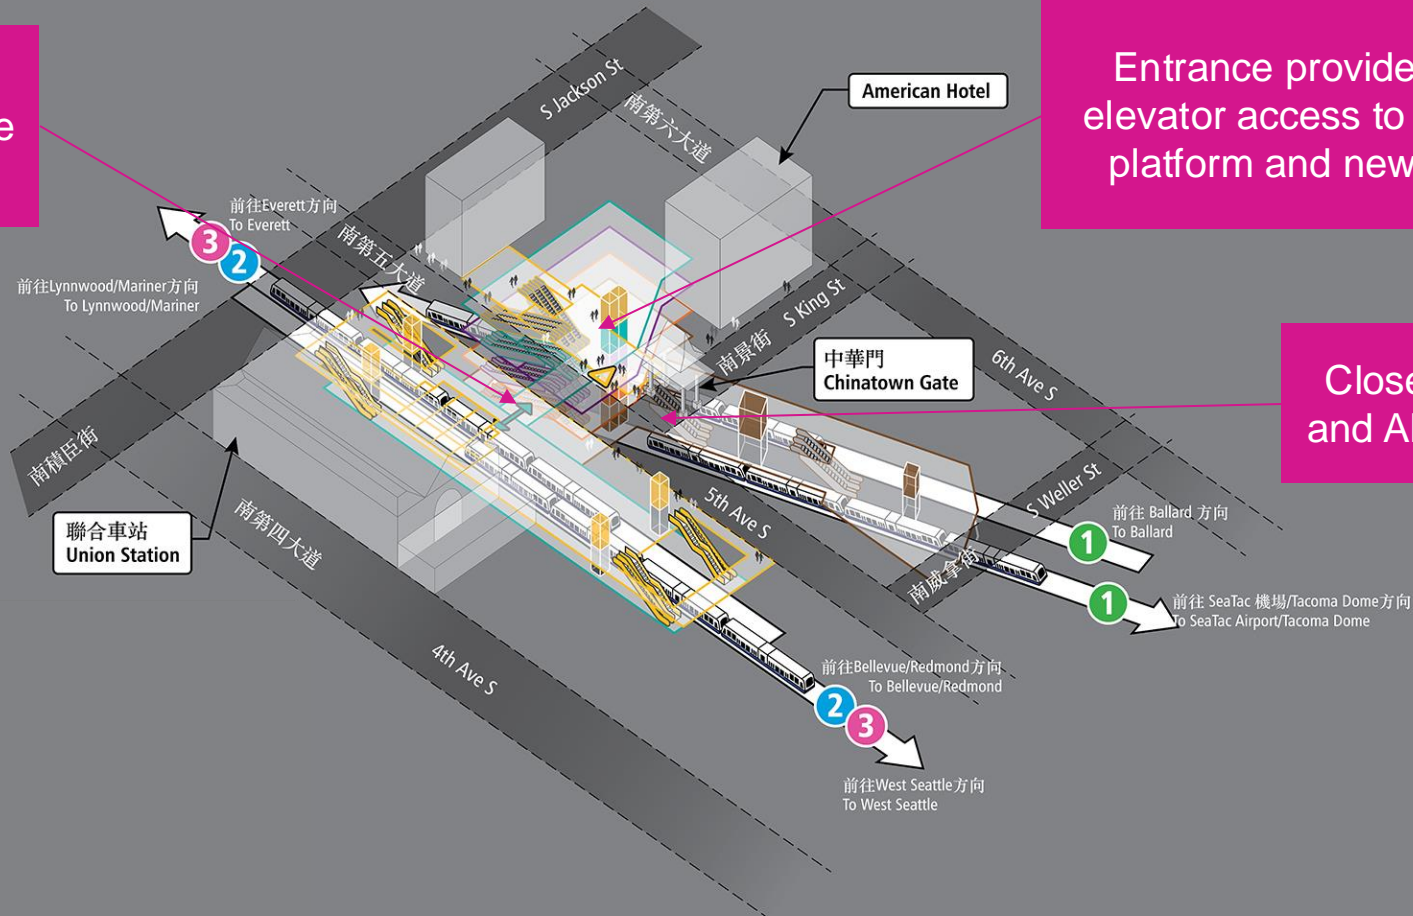 e
Entrance provide
elevator access to
platform and new
Close
and Al
American Hotel
S Jackson St
南第六大道
前往Everett方向
To Everett
3
2
南第五大道
前往Lynnwood/Mariner方向
To Lynnwood/Mariner
南景街 S King St
中華門
Chinatown Gate
6th Ave S
南積臣街
聯合車站
Union Station
南第四大道
5th Ave S
S Weller St
南威拿街
前往 Ballard 方向
To Ballard
1
前往 SeaTac 機場/Tacoma Dome方向
To SeaTac Airport/Tacoma Dome
1
4th Ave S
前往Bellevue/Redmond方向
To Bellevue/Redmond
2
3
前往West Seattle方向
To West Seattle